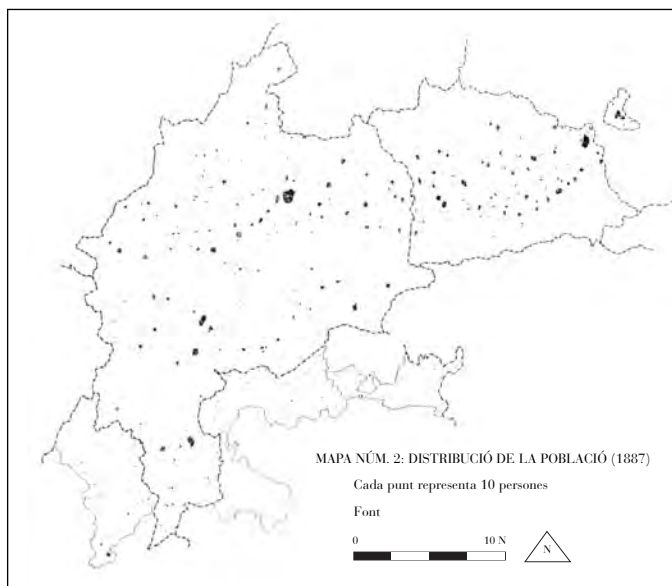 MAPA NÚM. 2: DISTRIBUCIÓ DE LA POBLACIÓ (1887)
Cada punt representa 10 persones
Font
0 10 N
N